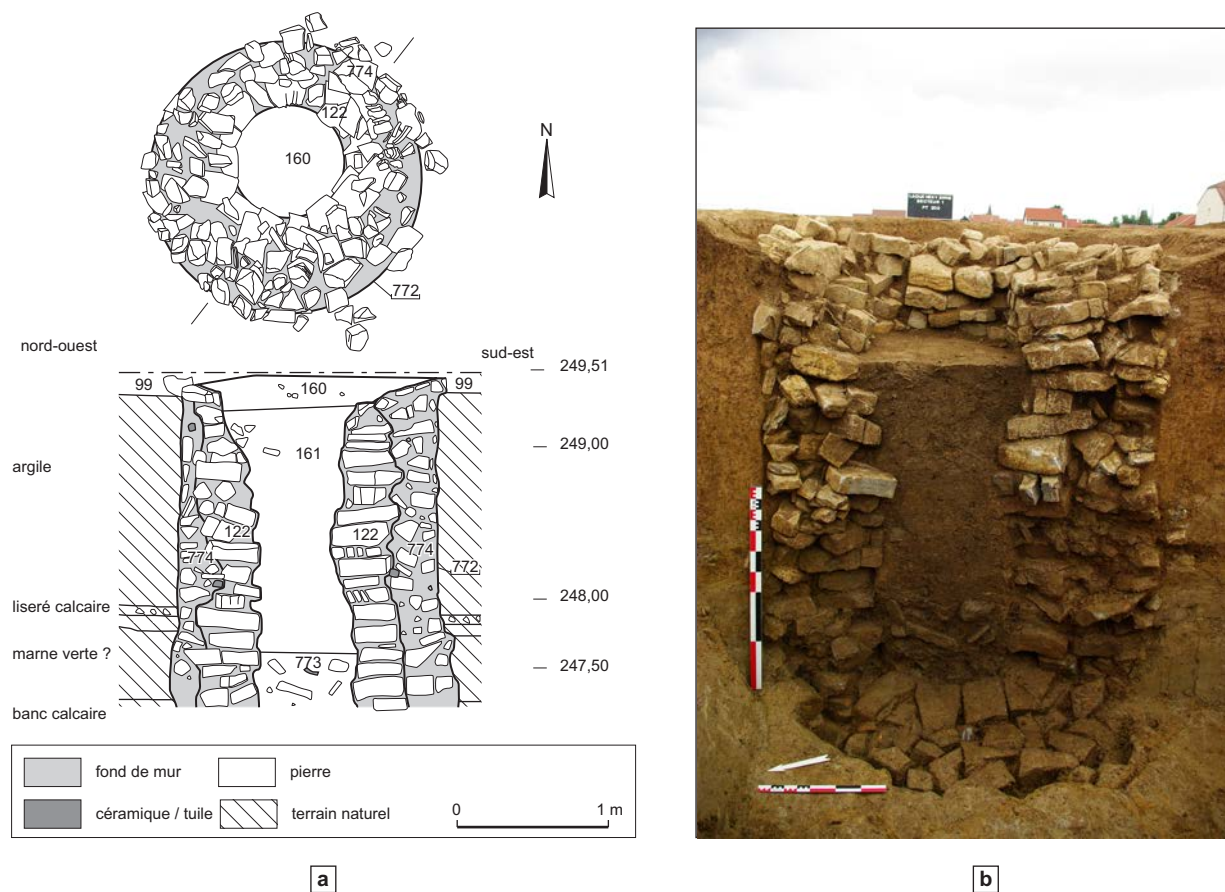 774
122
160
N
772
nord-ouest
sud-est
249,51
99
160
99
249,00
161
argile
122
122
774
774
772
248,00
liseré calcaire
marne verte ?
773
247,50
banc calcaire
fond de mur
pierre
céramique / tuile
terrain naturel
0
1 m
a
b